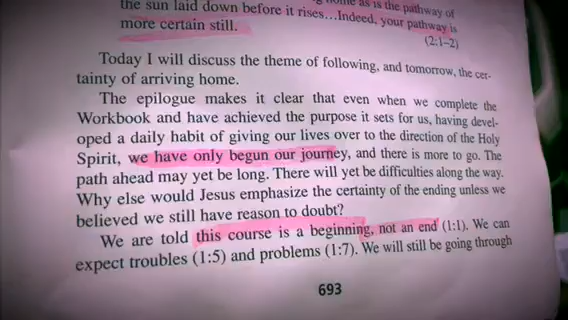 home as is the pathway of
the sun laid down before it rises...Indeed, your pathway is
more certain still.
(2:1–2)
Today I will discuss the theme of following, and tomorrow, the cer-
tainty of arriving home.
The epilogue makes it clear that even when we complete the
Workbook and have achieved the purpose it sets for us, having devel-
oped a daily habit of giving our lives over to the direction of the Holy
Spirit, we have only begun our journey, and there is more to go. The
path ahead may yet be long. There will yet be difficulties along the way.
Why else would Jesus emphasize the certainty of the ending unless we
believed we still have reason to doubt?
We are told this course is a beginning, not an end (1:1). We can
expect troubles (1:5) and problems (1:7). We will still be going through
693